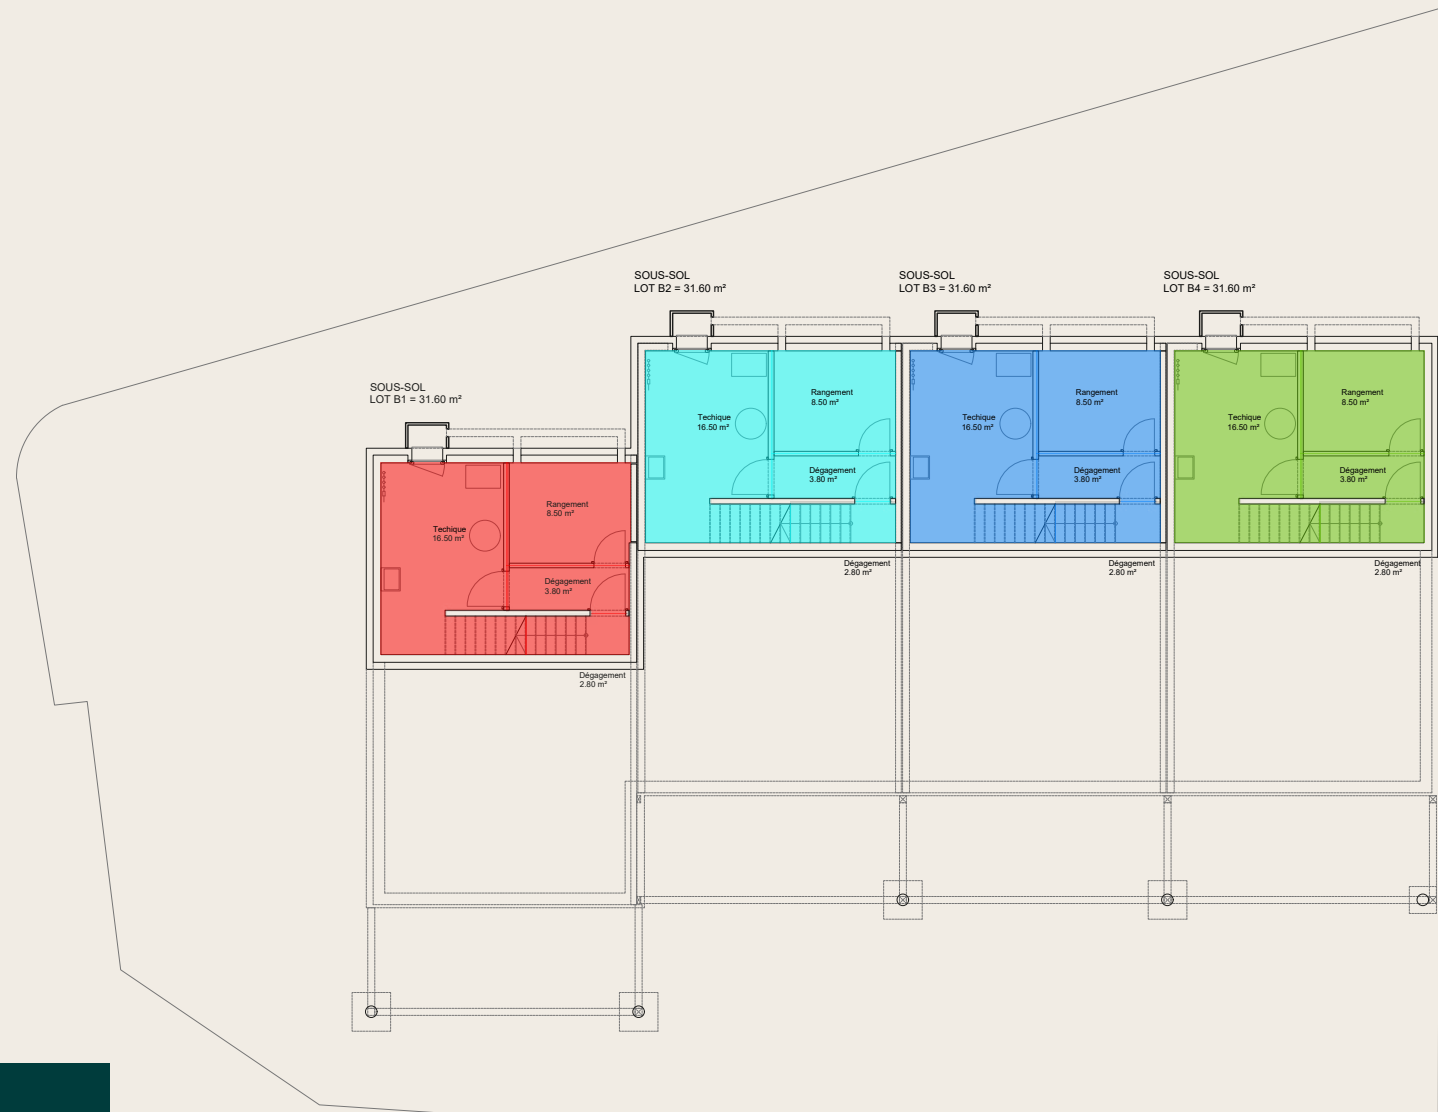 SOUS-SOL
LOT B1 = 31.60 m²
Techique
16.50 m²
Rangement
8.50 m²
Dégagement
3.80 m²
Dégagement
2.80 m²
SOUS-SOL
LOT B2 = 31.60 m²
Techique
16.50 m²
Rangement
8.50 m²
Dégagement
3.80 m²
Dégagement
2.80 m²
SOUS-SOL
LOT B3 = 31.60 m²
Techique
16.50 m²
Rangement
8.50 m²
Dégagement
3.80 m²
Dégagement
2.80 m²
SOUS-SOL
LOT B4 = 31.60 m²
Techique
16.50 m²
Rangement
8.50 m²
Dégagement
3.80 m²
Dégagement
2.80 m²